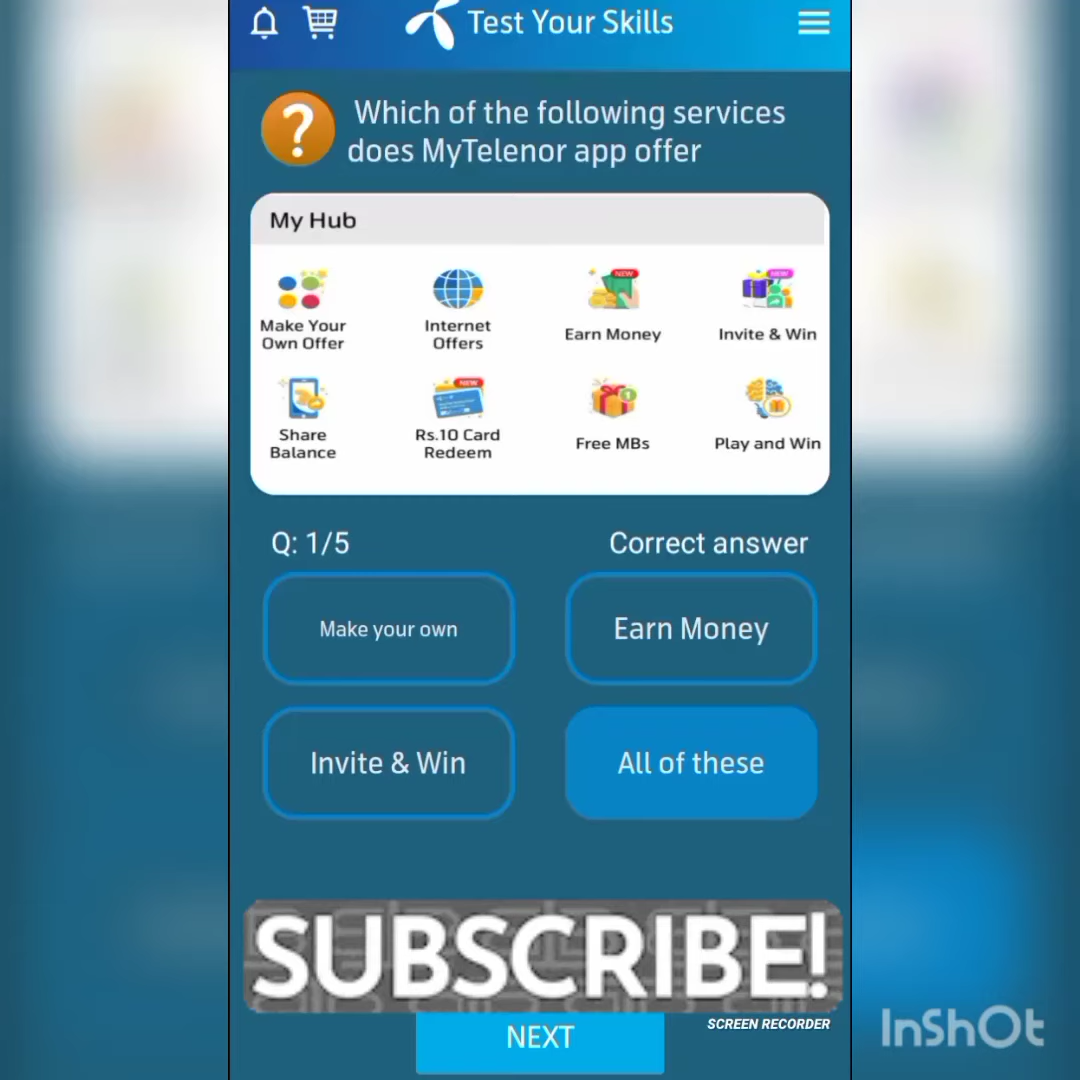 Test Your Skills
?
Which of the following services
does MyTelenor app offer
My Hub
Make Your
Own Offer
Internet
Offers
NEW
Earn Money
NEW
Invite & Win
Share
Balance
NEW
Rs.10 Card
Redeem
1
Free MBs
Play and Win
Q: 1/5
Correct answer
Make your own
Earn Money
Invite & Win
All of these
SUBSCRIBE!
NEXT
SCREEN RECORDER
InShOt